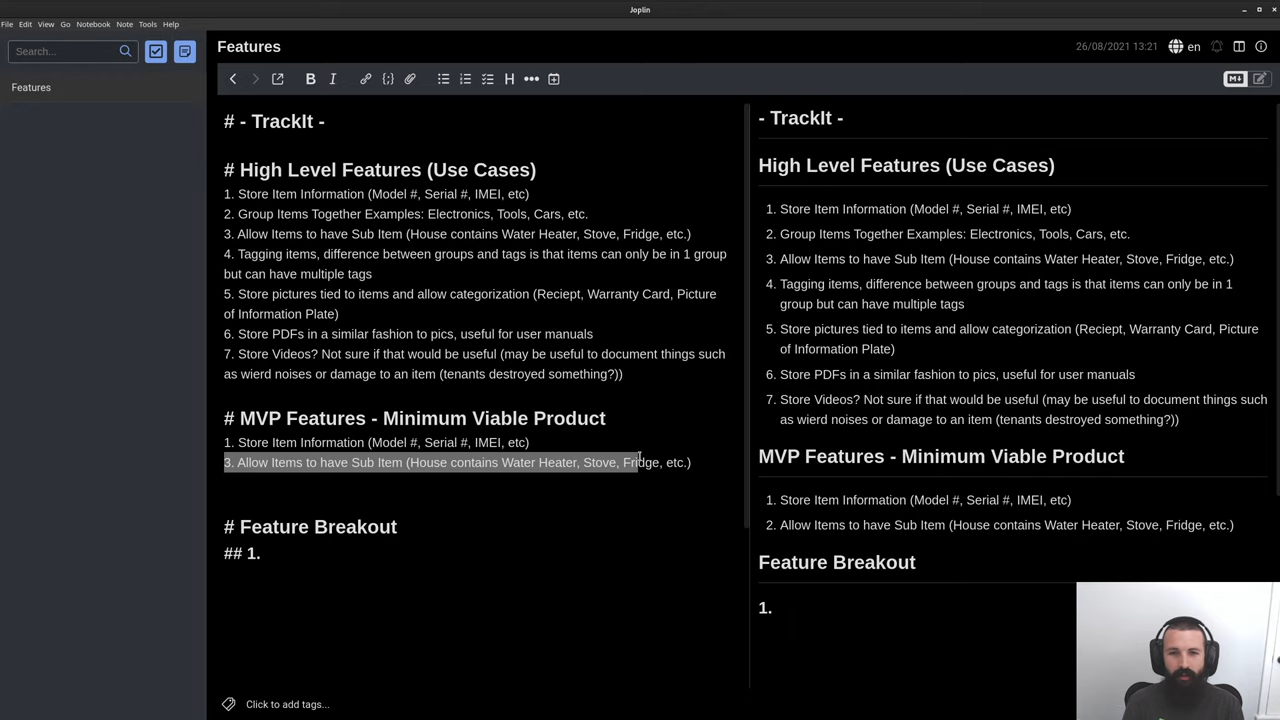 Joplin
File Edit View Go Notebook Note Tools Help
Search...
Features
Features
26/08/2021 13:21
en
B I H
M
# - TrackIt -
# High Level Features (Use Cases)
1. Store Item Information (Model #, Serial #, IMEI, etc)
2. Group Items Together Examples: Electronics, Tools, Cars, etc.
3. Allow Items to have Sub Item (House contains Water Heater, Stove, Fridge, etc.)
4. Tagging items, difference between groups and tags is that items can only be in 1 group
but can have multiple tags
5. Store pictures tied to items and allow categorization (Reciept, Warranty Card, Picture
of Information Plate)
6. Store PDFs in a similar fashion to pics, useful for user manuals
7. Store Videos? Not sure if that would be useful (may be useful to document things such
as wierd noises or damage to an item (tenants destroyed something?))
# MVP Features - Minimum Viable Product
1. Store Item Information (Model #, Serial #, IMEI, etc)
3. Allow Items to have Sub Item (House contains Water Heater, Stove, Fridge, etc.)
# Feature Breakout
## 1.
- TrackIt -
High Level Features (Use Cases)
1. Store Item Information (Model #, Serial #, IMEI, etc)
2. Group Items Together Examples: Electronics, Tools, Cars, etc.
3. Allow Items to have Sub Item (House contains Water Heater, Stove, Fridge, etc.)
4. Tagging items, difference between groups and tags is that items can only be in 1
group but can have multiple tags
5. Store pictures tied to items and allow categorization (Reciept, Warranty Card, Picture
of Information Plate)
6. Store PDFs in a similar fashion to pics, useful for user manuals
7. Store Videos? Not sure if that would be useful (may be useful to document things such
as wierd noises or damage to an item (tenants destroyed something?))
MVP Features - Minimum Viable Product
1. Store Item Information (Model #, Serial #, IMEI, etc)
2. Allow Items to have Sub Item (House contains Water Heater, Stove, Fridge, etc.)
Feature Breakout
1.
Click to add tags...